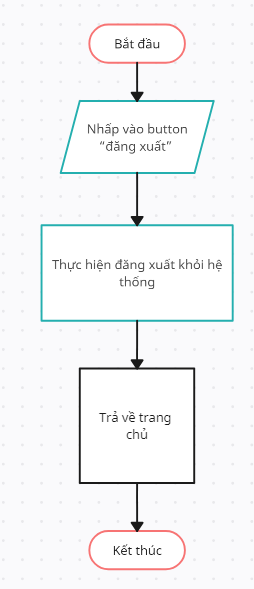 Bắt đầu
Nhấp vào button
“đăng xuất”
Thực hiện đăng xuất khỏi hệ
thống
Trả về trang
chủ
Kết thúc